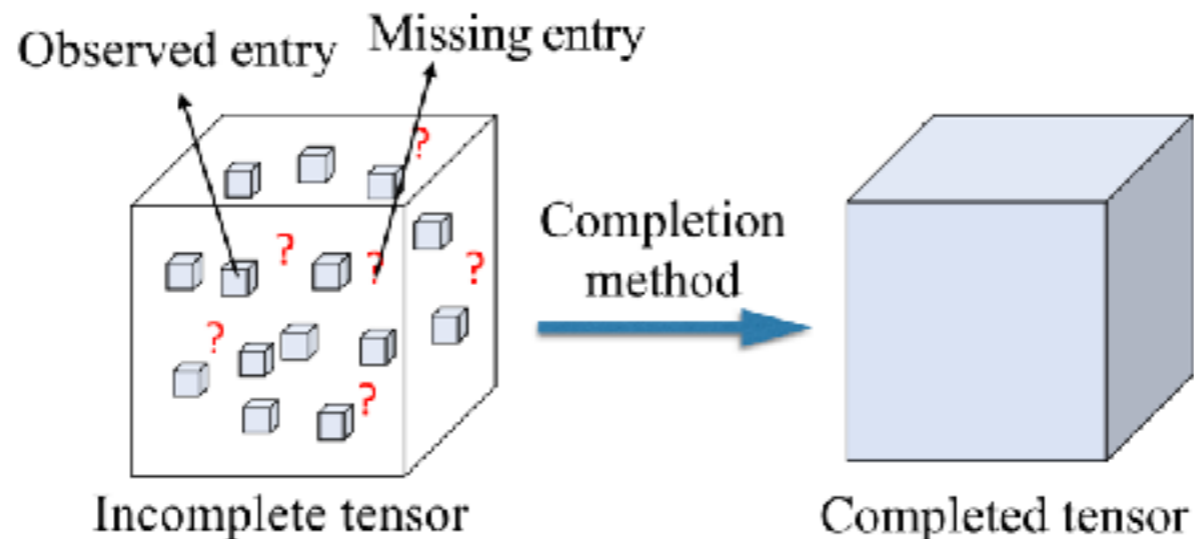 Observed entry
Missing entry
?
?
?
?
?
?
Completion
method
Incomplete tensor
Completed tensor